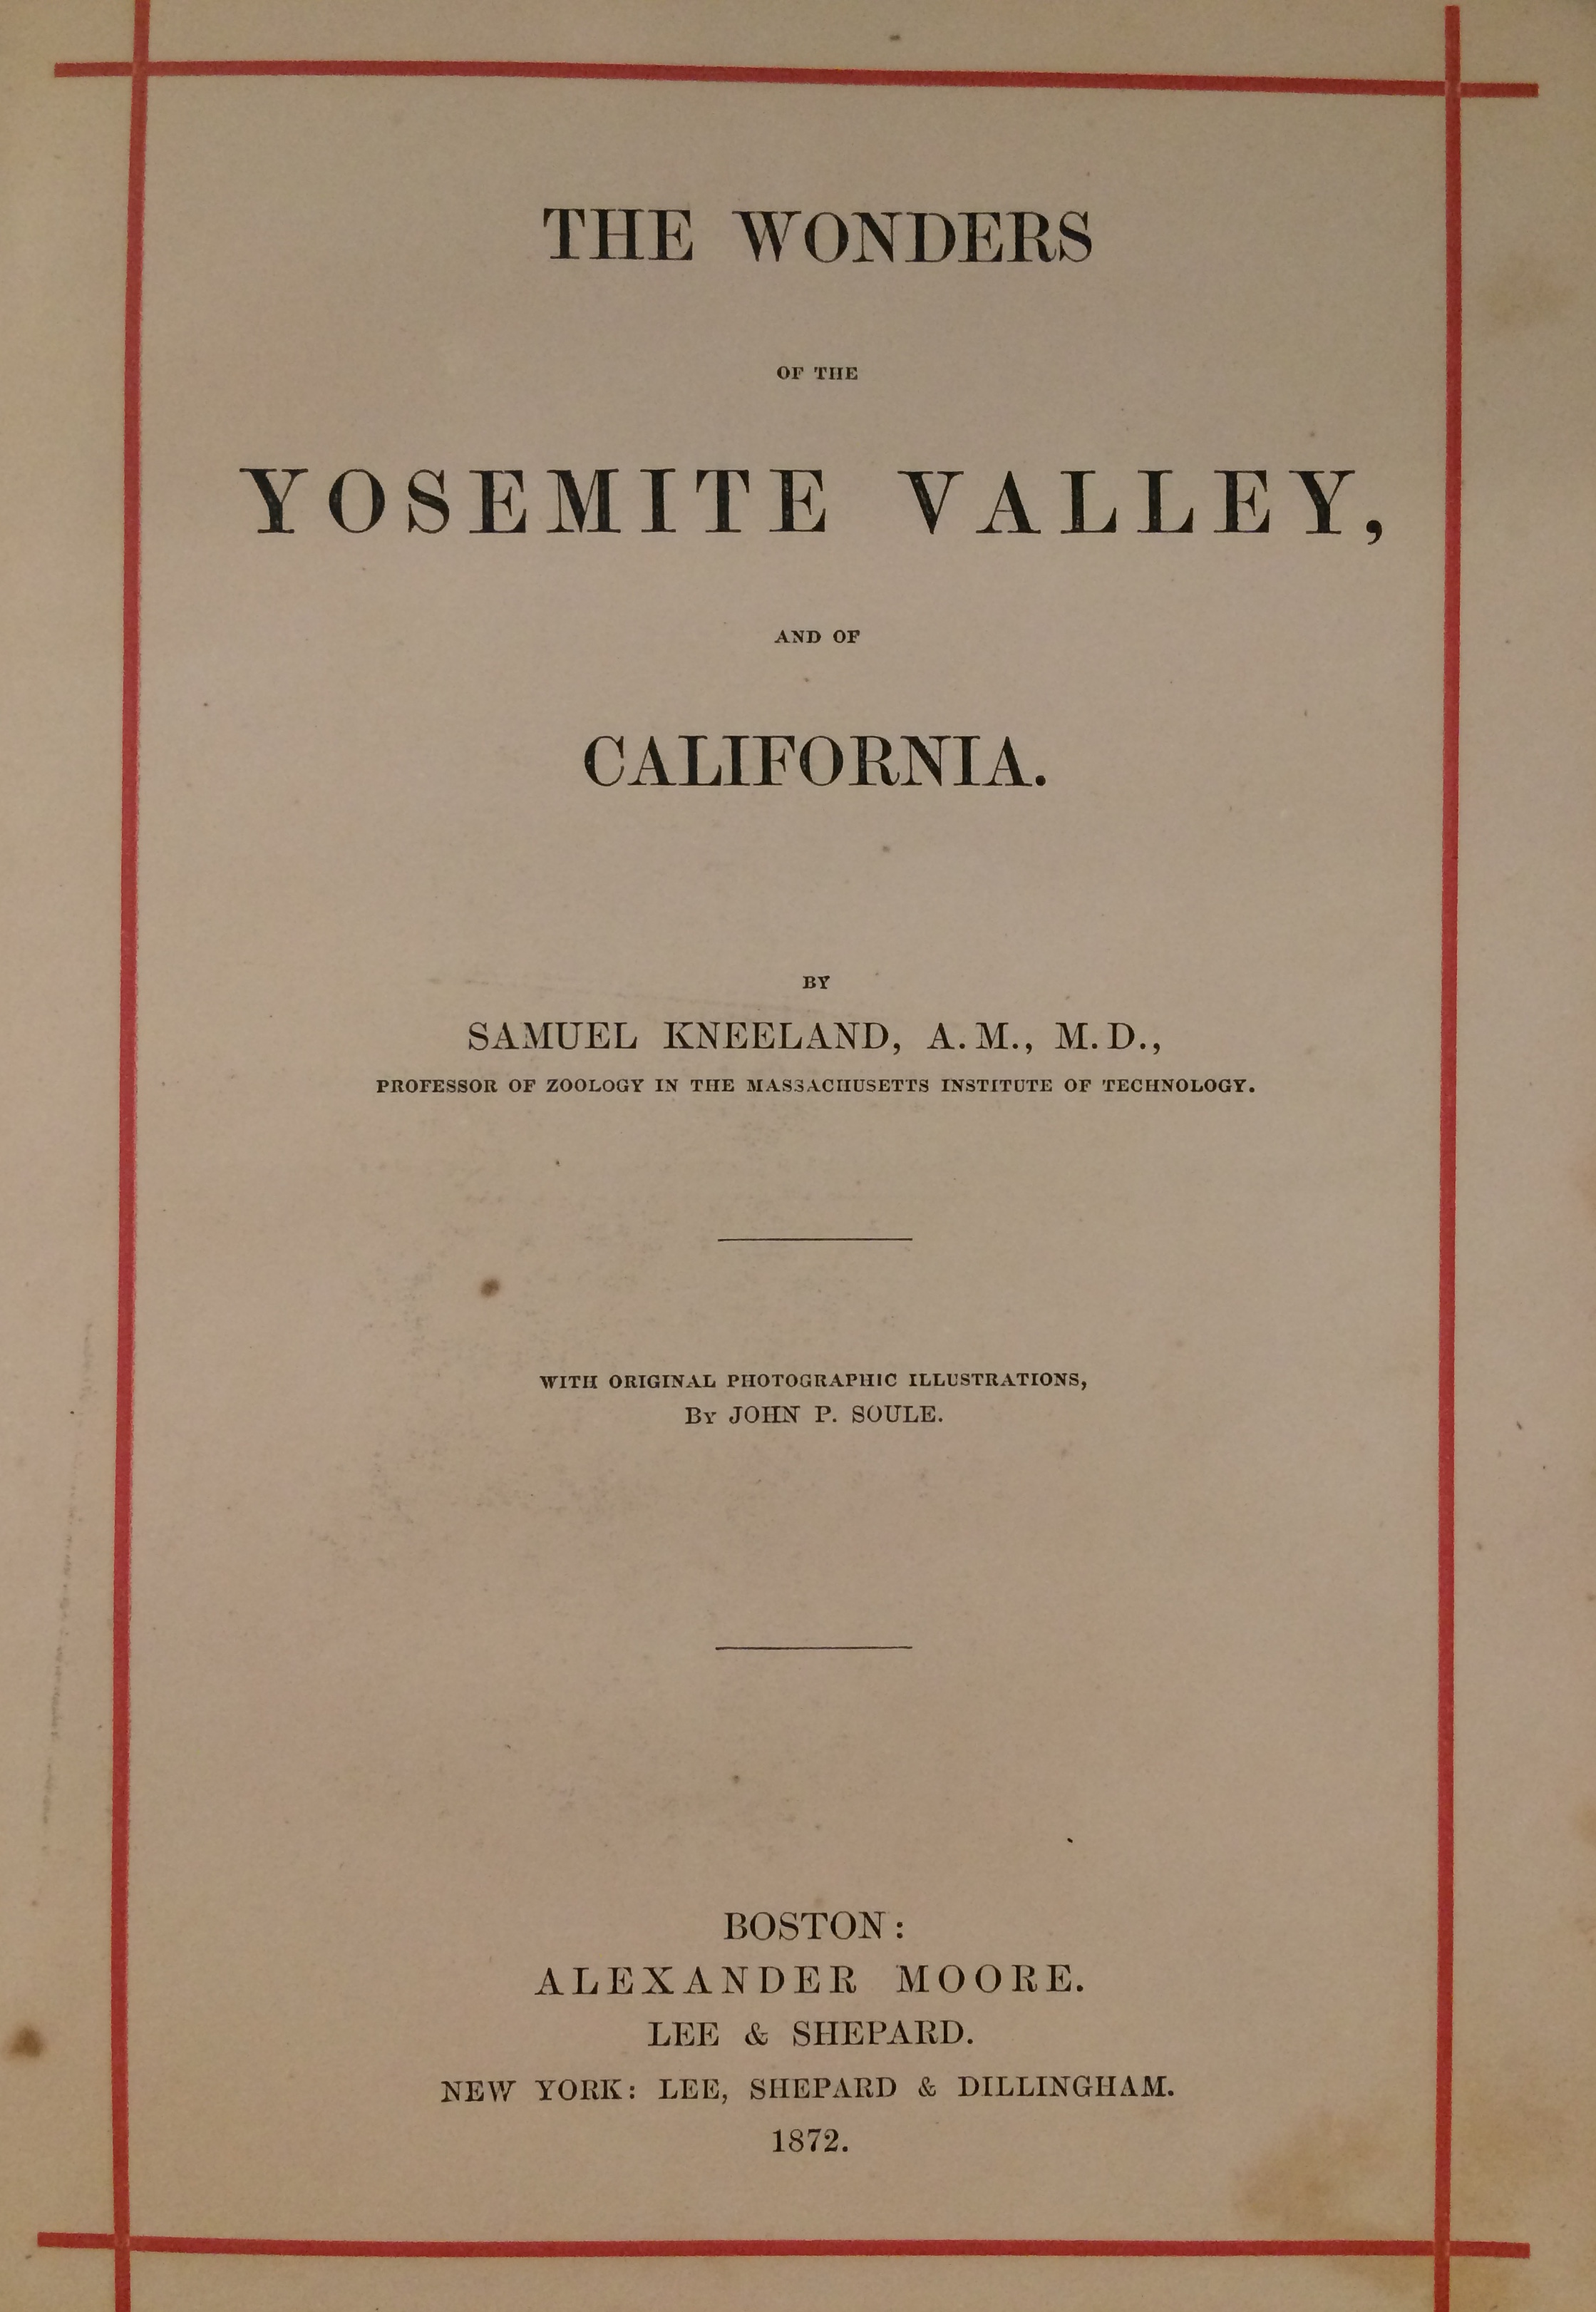 THE WONDERS
OF THE
YOSEMITE VALLEY,
AND OF
CALIFORNIA.
BY
SAMUEL KNEELAND, A. M., M. D.,
PROFESSOR OF ZOOLOGY IN THE MASSACHUSETTS INSTITUTE OF TECHNOLOGY.
WITH ORIGINAL PHOTOGRAPHIC ILLUSTRATIONS,
By JOHN P. SOULE.
BOSTON:
ALEXANDER MOORE.
LEE & SHEPARD.
NEW YORK: LEE, SHEPARD & DILLINGHAM.
1872.